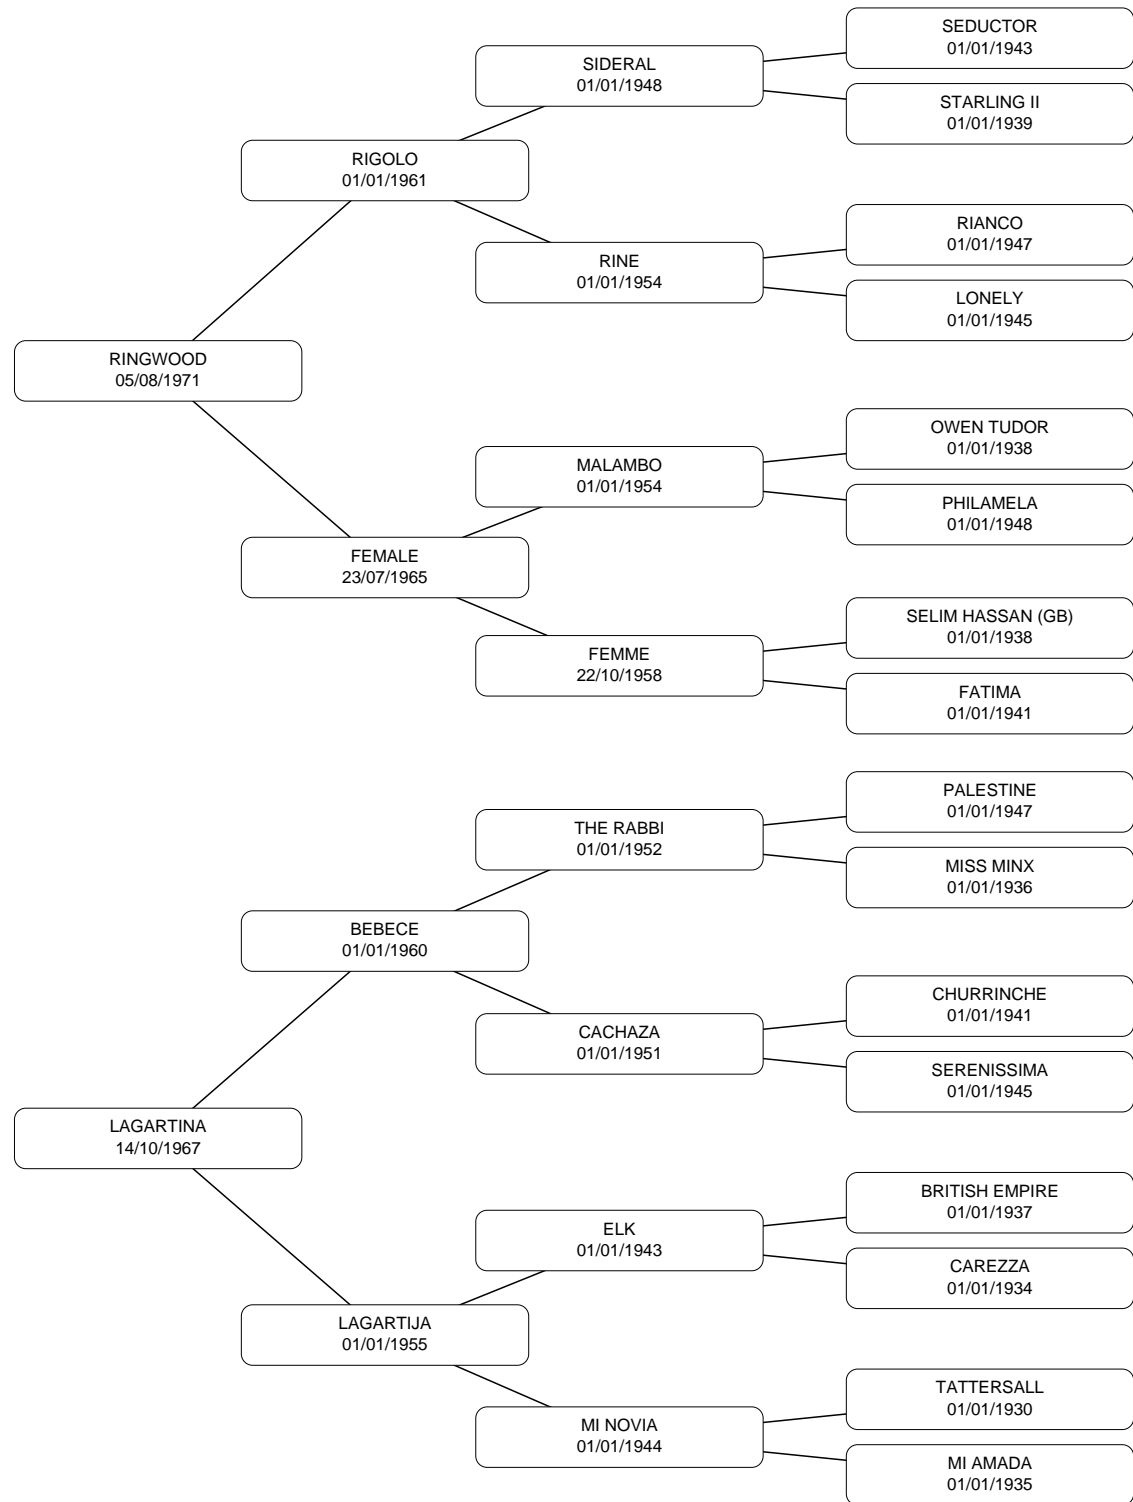 SEDUCTOR
01/01/1943
SIDERAL
01/01/1948
STARLING II
01/01/1939
RIGOLO
01/01/1961
RIANCO
01/01/1947
RINE
01/01/1954
LONELY
01/01/1945
RINGWOOD
05/08/1971
OWEN TUDOR
01/01/1938
MALAMBO
01/01/1954
PHILAMELA
01/01/1948
FEMALE
23/07/1965
SELIM HASSAN (GB)
01/01/1938
FEMME
22/10/1958
FATIMA
01/01/1941
PALESTINE
01/01/1947
THE RABBI
01/01/1952
MISS MINX
01/01/1936
BEBECE
01/01/1960
CHURRINCHE
01/01/1941
CACHAZA
01/01/1951
SERENISSIMA
01/01/1945
LAGARTINA
14/10/1967
BRITISH EMPIRE
01/01/1937
ELK
01/01/1943
CAREZZA
01/01/1934
LAGARTIJA
01/01/1955
TATTERSALL
01/01/1930
MI NOVIA
01/01/1944
MI AMADA
01/01/1935